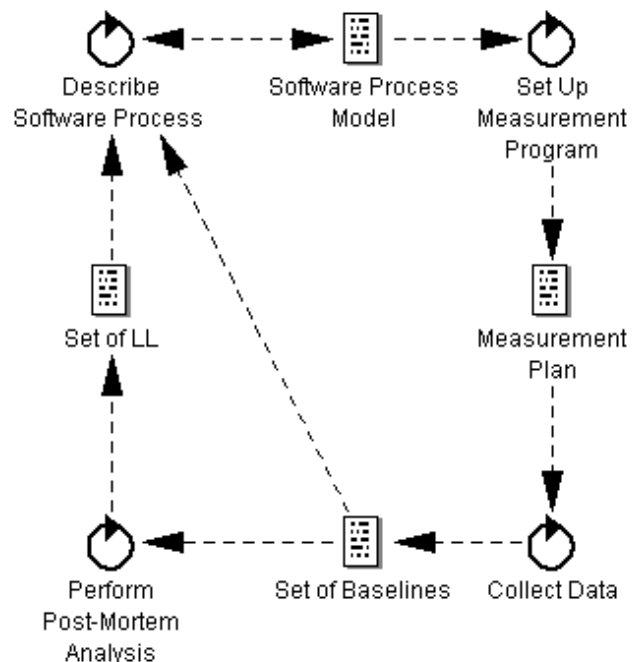 Describe
Software Process
Software Process
Model
Set Up
Measurement
Program
Set of LL
Measurement
Plan
Perform
Post-Mortem
Analysis
Set of Baselines
Collect Data